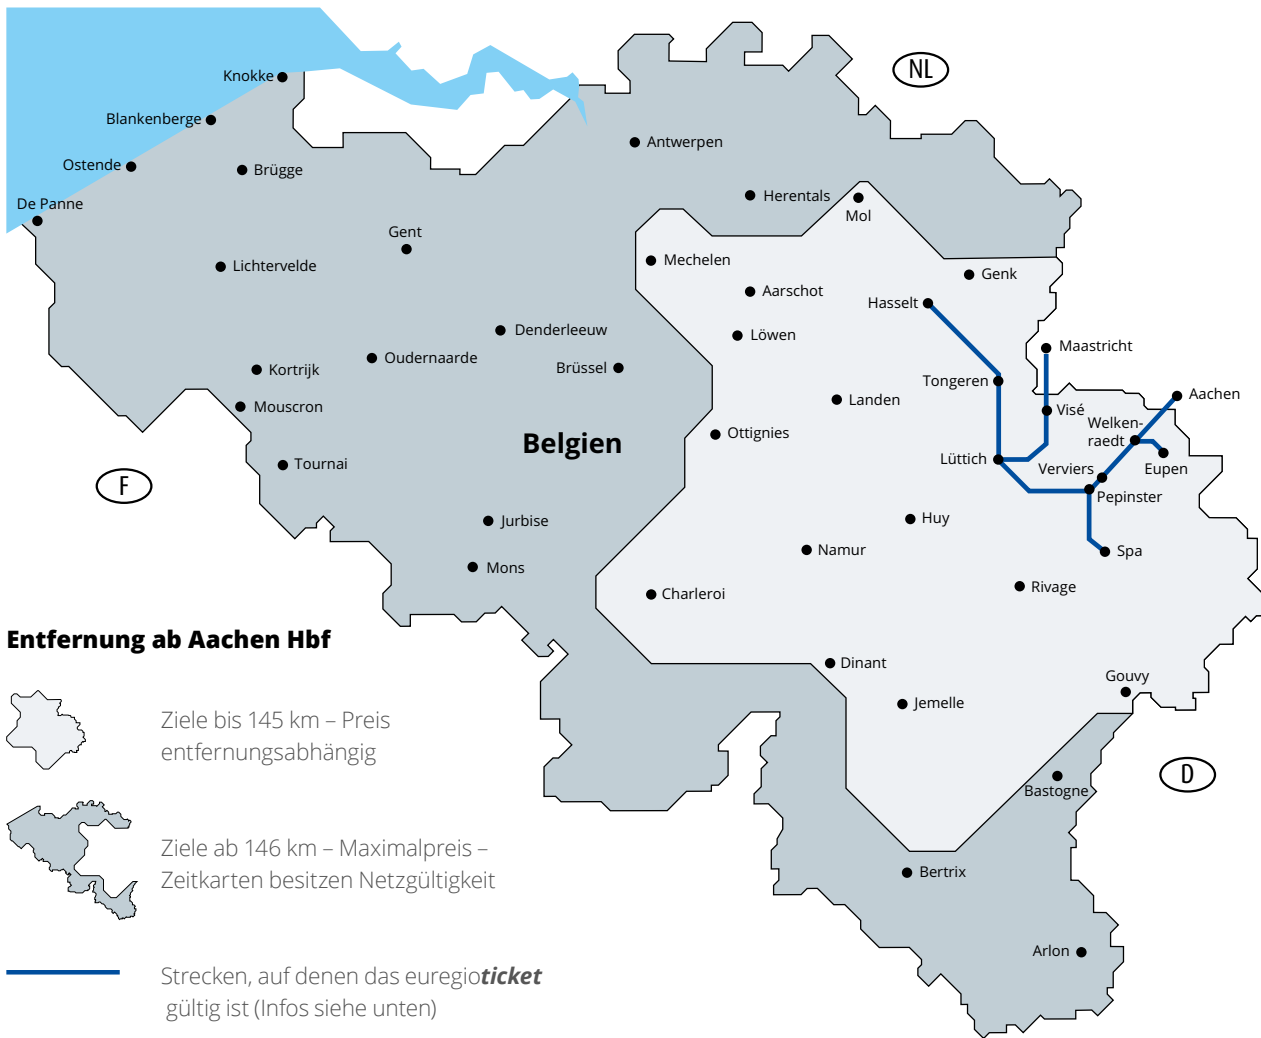 NL
Knokke
Blankenberge
Antwerpen
Ostende
Brügge
Herentals
De Panne
Mol
Gent
Mechelen
Lichtervelde
Genk
Aarschot
Hasselt
Denderleeuw
Löwen
Maastricht
Oudernaarde
Brüssel
Kortrijk
Tongeren
Aachen
Landen
Mouscron
Visé
Welken-
raedt
Ottignies
Belgien
Tournai
Lüttich
Verviers
Eupen
F
Pepinster
Jurbise
Huy
Namur
Spa
Mons
Rivage
Charleroi
Entfernung ab Aachen Hbf
Dinant
Gouvy
Jemelle
Ziele bis 145 km – Preis
entfernungsabhängig
D
Bastogne
Ziele ab 146 km – Maximalpreis –
Zeitkarten besitzen Netzgültigkeit
Bertrix
Arlon
Strecken, auf denen das euregioticket
gültig ist (Infos siehe unten)